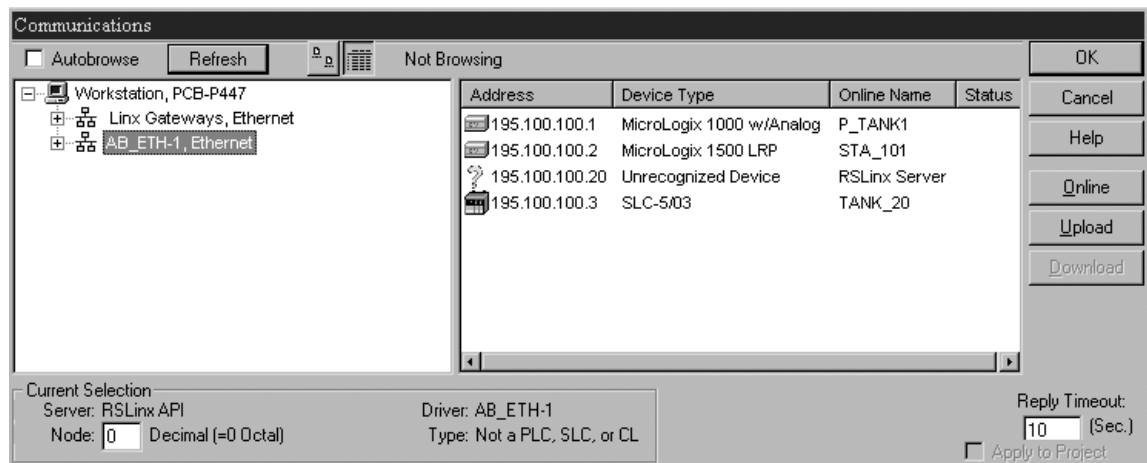 Communications
Autobrowse Refresh D D Not Browsing OK
Workstation, PCB-P447
Linx Gateways, Ethernet
AB_ETH-1, Ethernet
Address Device Type Online Name Status
195.100.100.1 MicroLogix 1000 w/Analog P_TANK1
195.100.100.2 MicroLogix 1500 LRP STA_101
195.100.100.20 Unrecognized Device RSLinx Server
195.100.100.3 SLC-5/03 TANK_20
Cancel
Help
Online
Upload
Download
Current Selection
Server: RSLinx API Driver: AB_ETH-1
Node: 0 Decimal (=0 Octal) Type: Not a PLC, SLC, or CL
Reply Timeout:
10 (Sec.)
Apply to Project